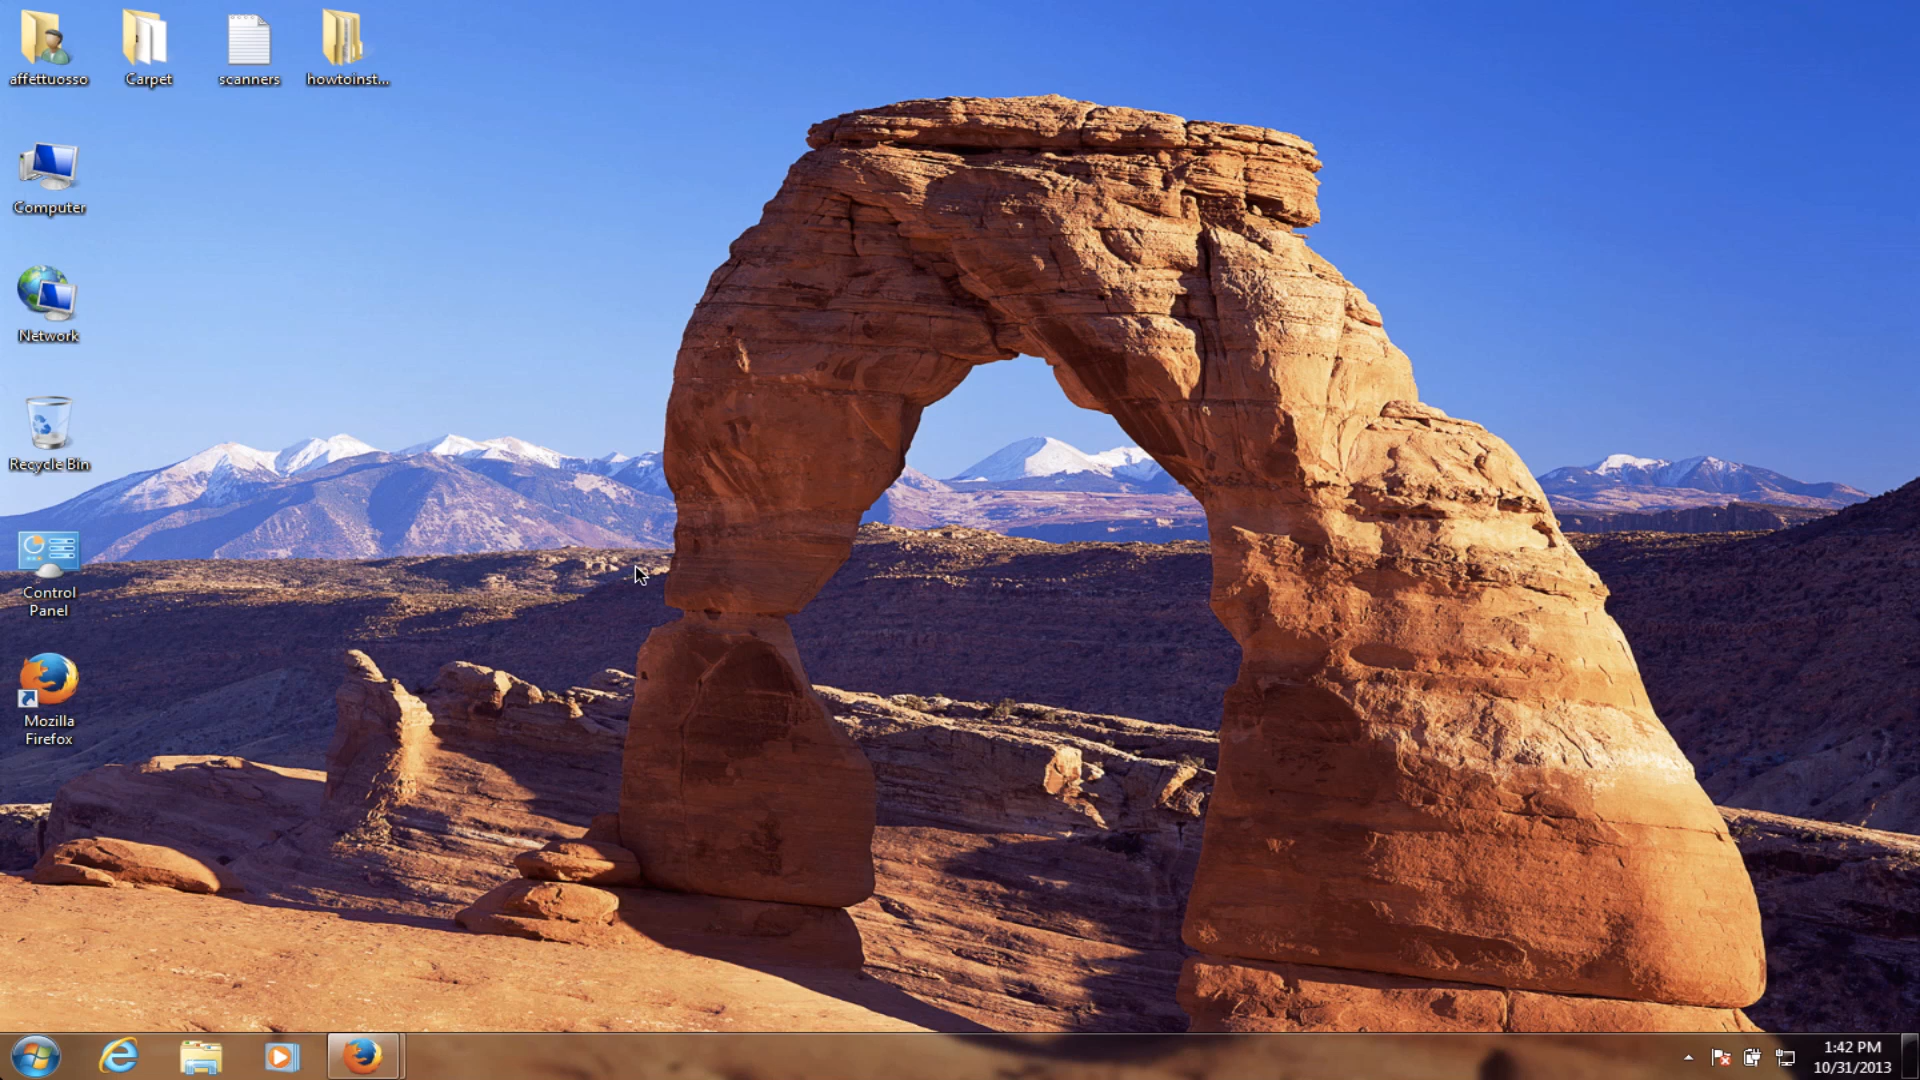 affettuosso
Carpet
scanners
howtoinst...
Computer
Network
Recycle Bin
Control
Panel
Mozilla
Firefox
1:42 PM
10/31/2013